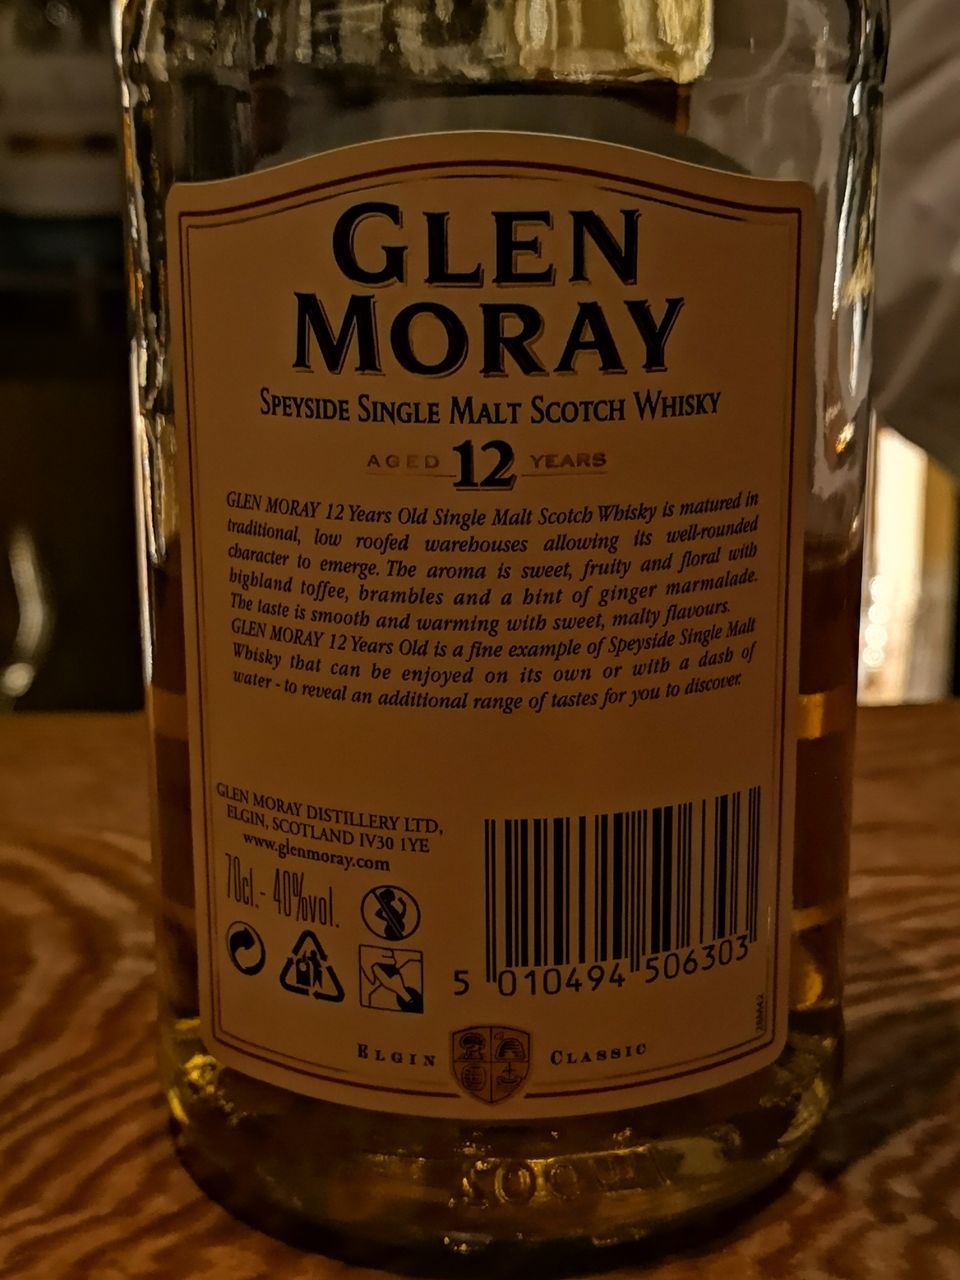 GLEN
MORAY
SPEYSIDE SINGLE MALT SCOTCH WHISKY
AGED 12 YEARS
GLEN MORAY 12 Years Old Single Malt Scotch Whisky is matured in
traditional, low roofed warehouses allowing its well-rounded
character to emerge. The aroma is sweet, fruity and floral with
highland toffee, brambles and a hint of ginger marmalade.
The taste is smooth and warming with sweet, malty flavours.
GLEN MORAY 12 Years Old is a fine example of Speyside Single Malt
Whisky that can be enjoyed on its own or with a dash of
water - to reveal an additional range of tastes for you to discover.
GLEN MORAY DISTILLERY LTD,
ELGIN, SCOTLAND IV30 1YE
www.glenmoray.com
70cl.- 40%vol.
5 010494 506303
ELGIN CLASSIC